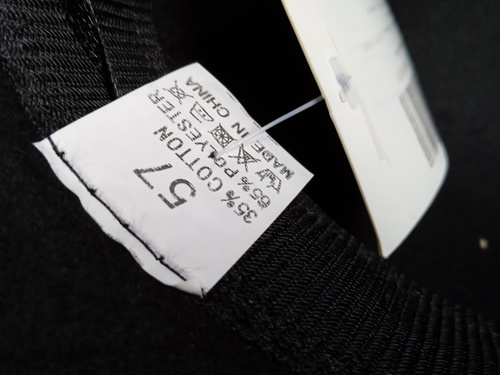 57
35% COTTON
65% POLYESTER
MADE IN CHINA